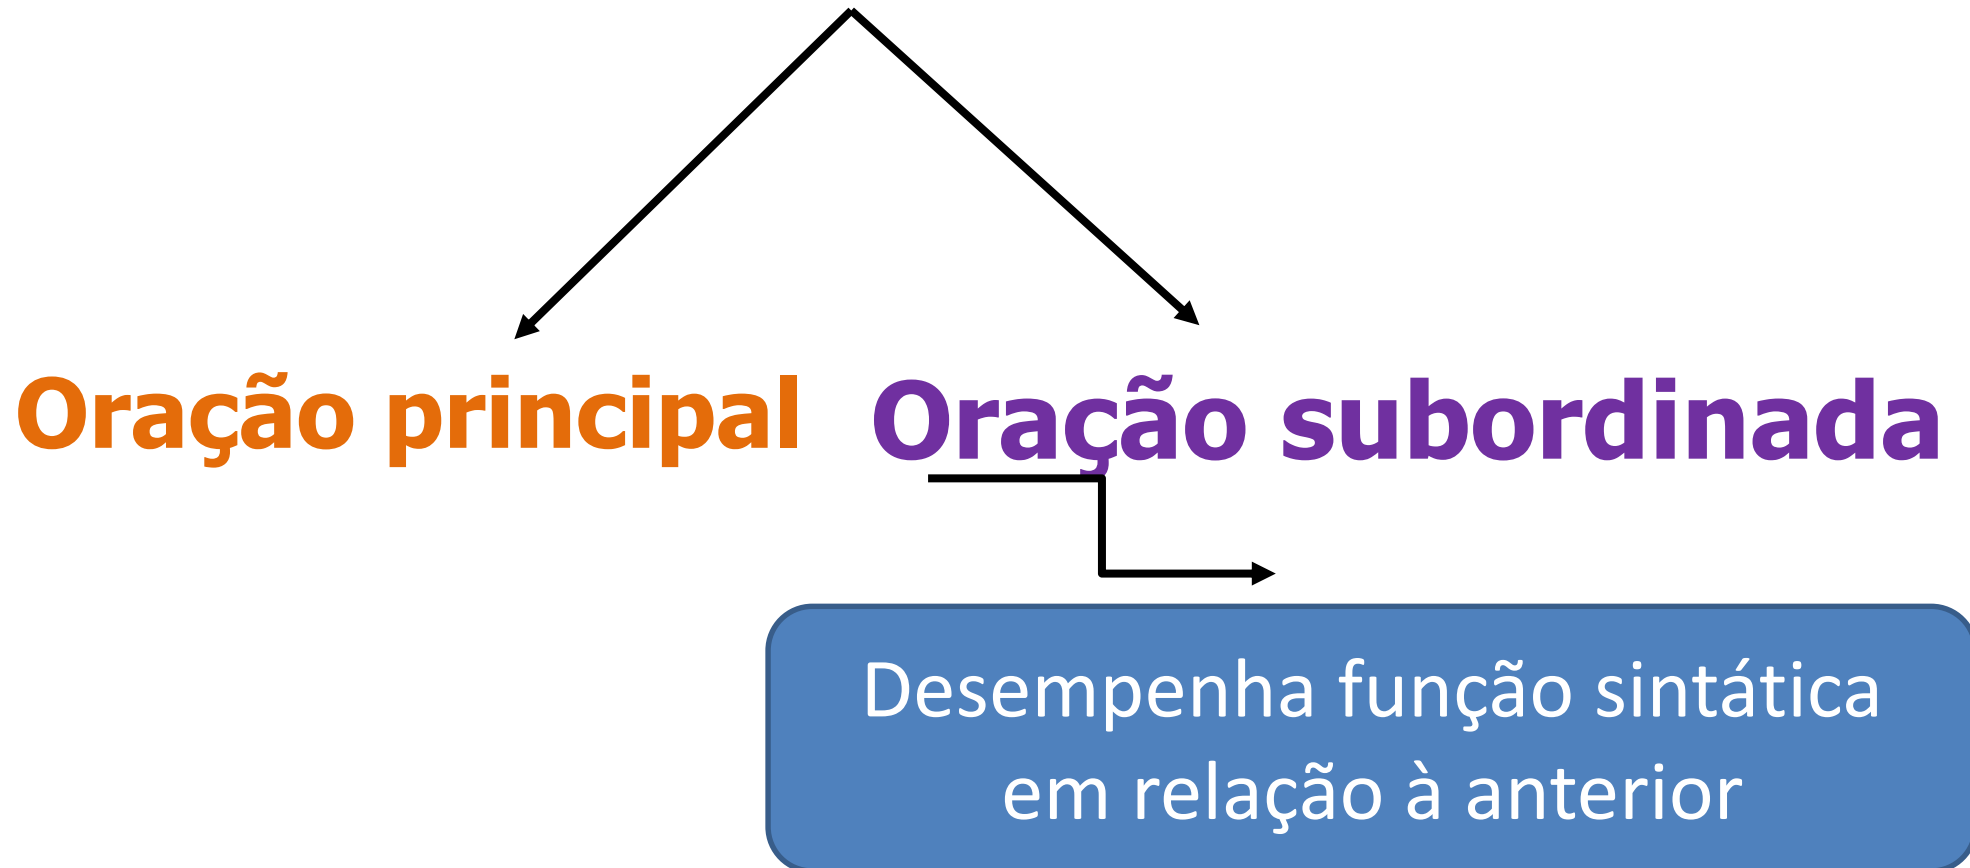 Oração principal
Oração subordinada
Desempenha função sintática
em relação à anterior